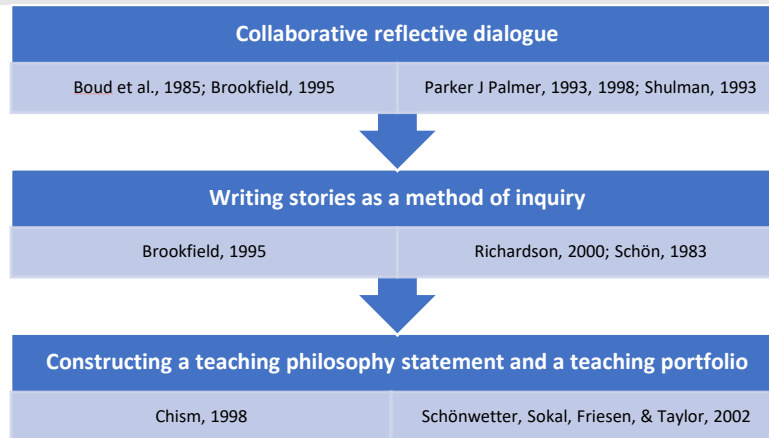 Collaborative reflective dialogue
Boud et al., 1985; Brookfield, 1995
Parker J Palmer, 1993, 1998; Shulman, 1993
Writing stories as a method of inquiry
Brookfield, 1995
Richardson, 2000; Schön, 1983
Constructing a teaching philosophy statement and a teaching portfolio
Chism, 1998
Schönwetter, Sokal, Friesen, & Taylor, 2002